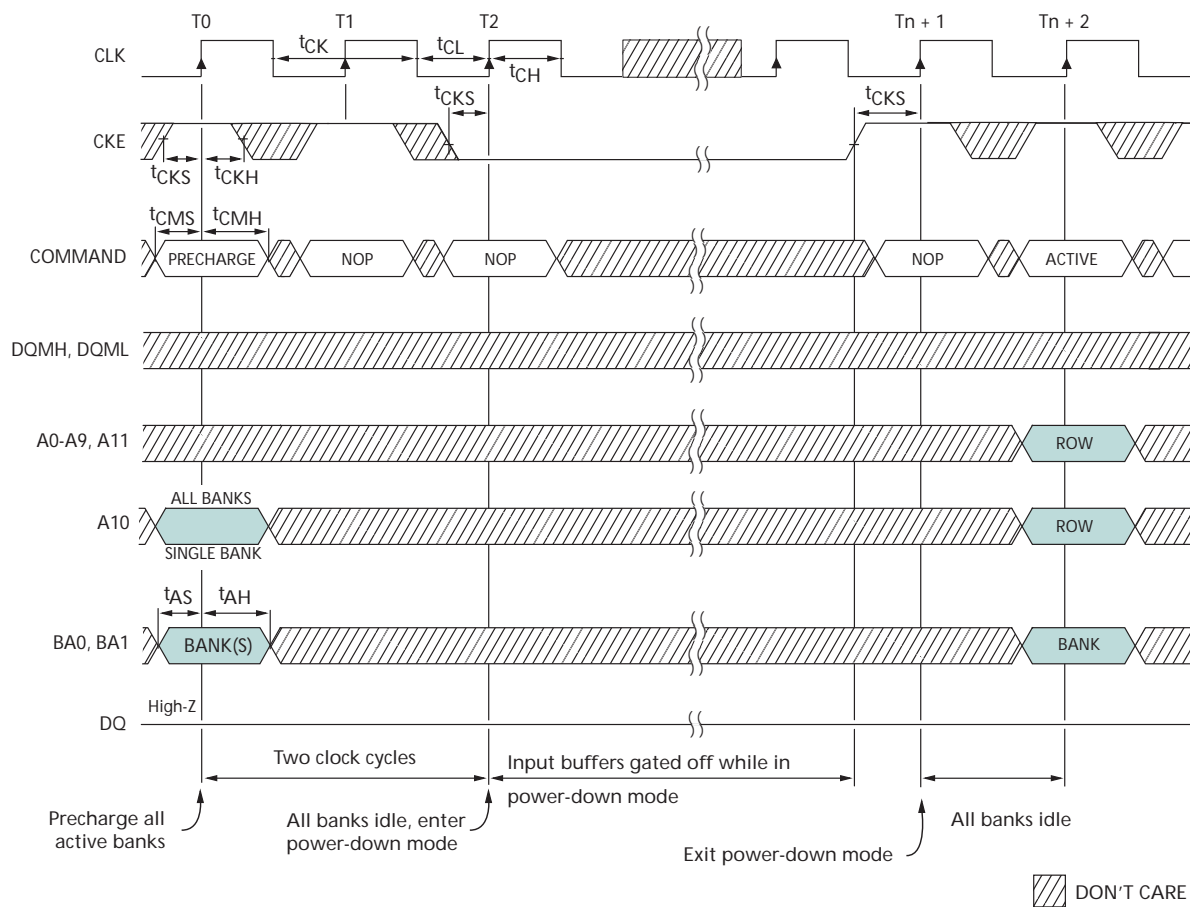 T0 T1 T2 Tn + 1 Tn + 2
CLK
tCK tCL
tCH
tCKS tCKS
CKE
tCKS tCKH
tCMS tCMH
COMMAND PRECHARGE NOP NOP NOP ACTIVE
DQMH, DQML
A0-A9, A11 ROW
ALL BANKS
A10 ROW
SINGLE BANK
tAS tAH
BA0, BA1 BANK(S) BANK
High-Z
DQ
Two clock cycles
Input buffers gated off while in
power-down mode
Precharge all
active banks
All banks idle, enter
power-down mode
All banks idle
Exit power-down mode
DON'T CARE